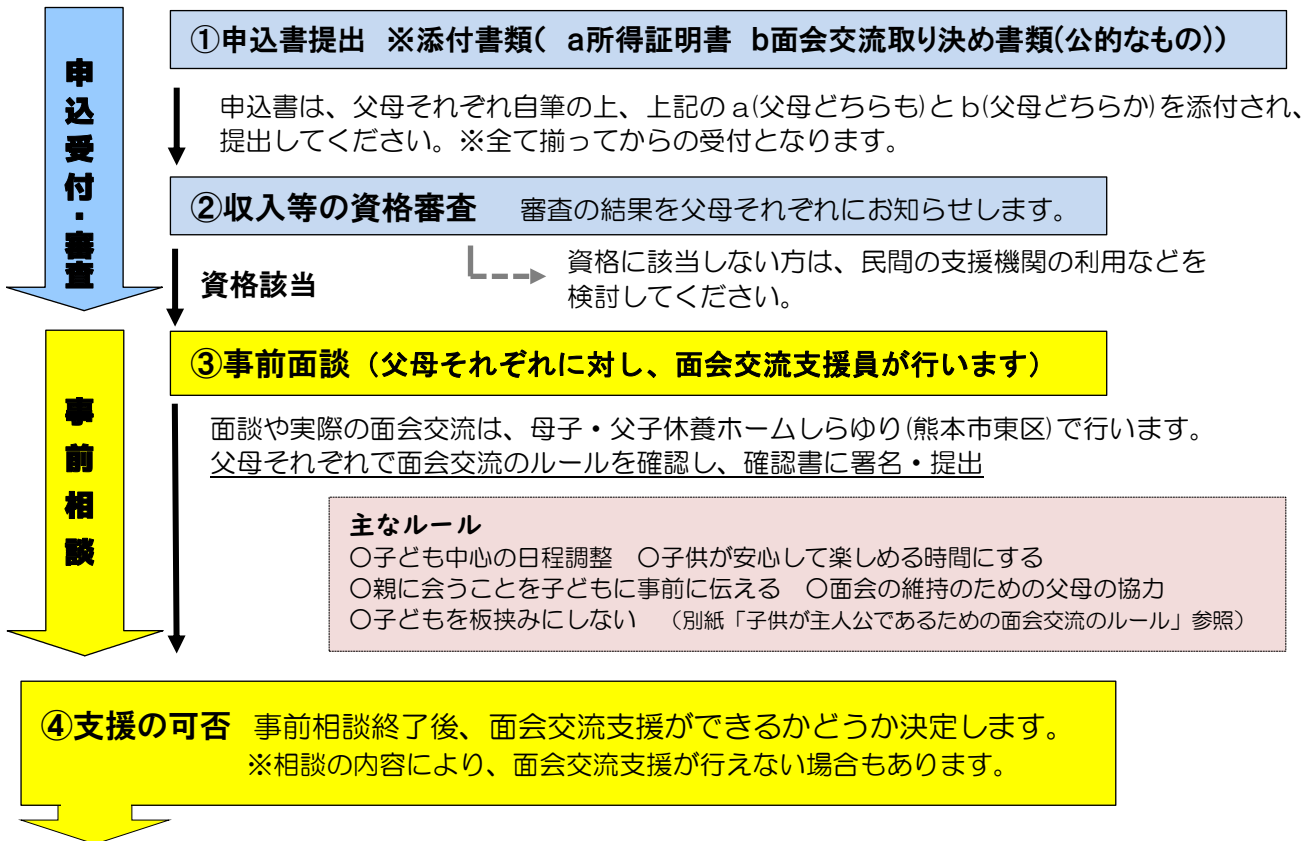 申込受付・審査
①申込書提出 ※添付書類( a所得証明書 b面会交流取り決め書類(公的なもの))
申込書は、父母それぞれ自筆の上、上記のa(父母どちらも)とb(父母どちらか)を添付され、
提出してください。※全て揃ってからの受付となります。
②収入等の資格審査 審査の結果を父母それぞれにお知らせします。
資格該当
資格に該当しない方は、民間の支援機関の利用などを
検討してください。
事前相談
③事前面談（父母それぞれに対し、面会交流支援員が行います）
面談や実際の面会交流は、母子・父子休養ホームしらゆり(熊本市東区)で行います。
父母それぞれで面会交流のルールを確認し、確認書に署名・提出
主なルール
○子ども中心の日程調整 ○子供が安心して楽しめる時間にする
○親に会うことを子どもに事前に伝える ○面会の維持のための父母の協力
○子どもを板挟みにしない （別紙「子供が主人公であるための面会交流のルール」参照）
④支援の可否 事前相談終了後、面会交流支援ができるかどうか決定します。
※相談の内容により、面会交流支援が行えない場合もあります。